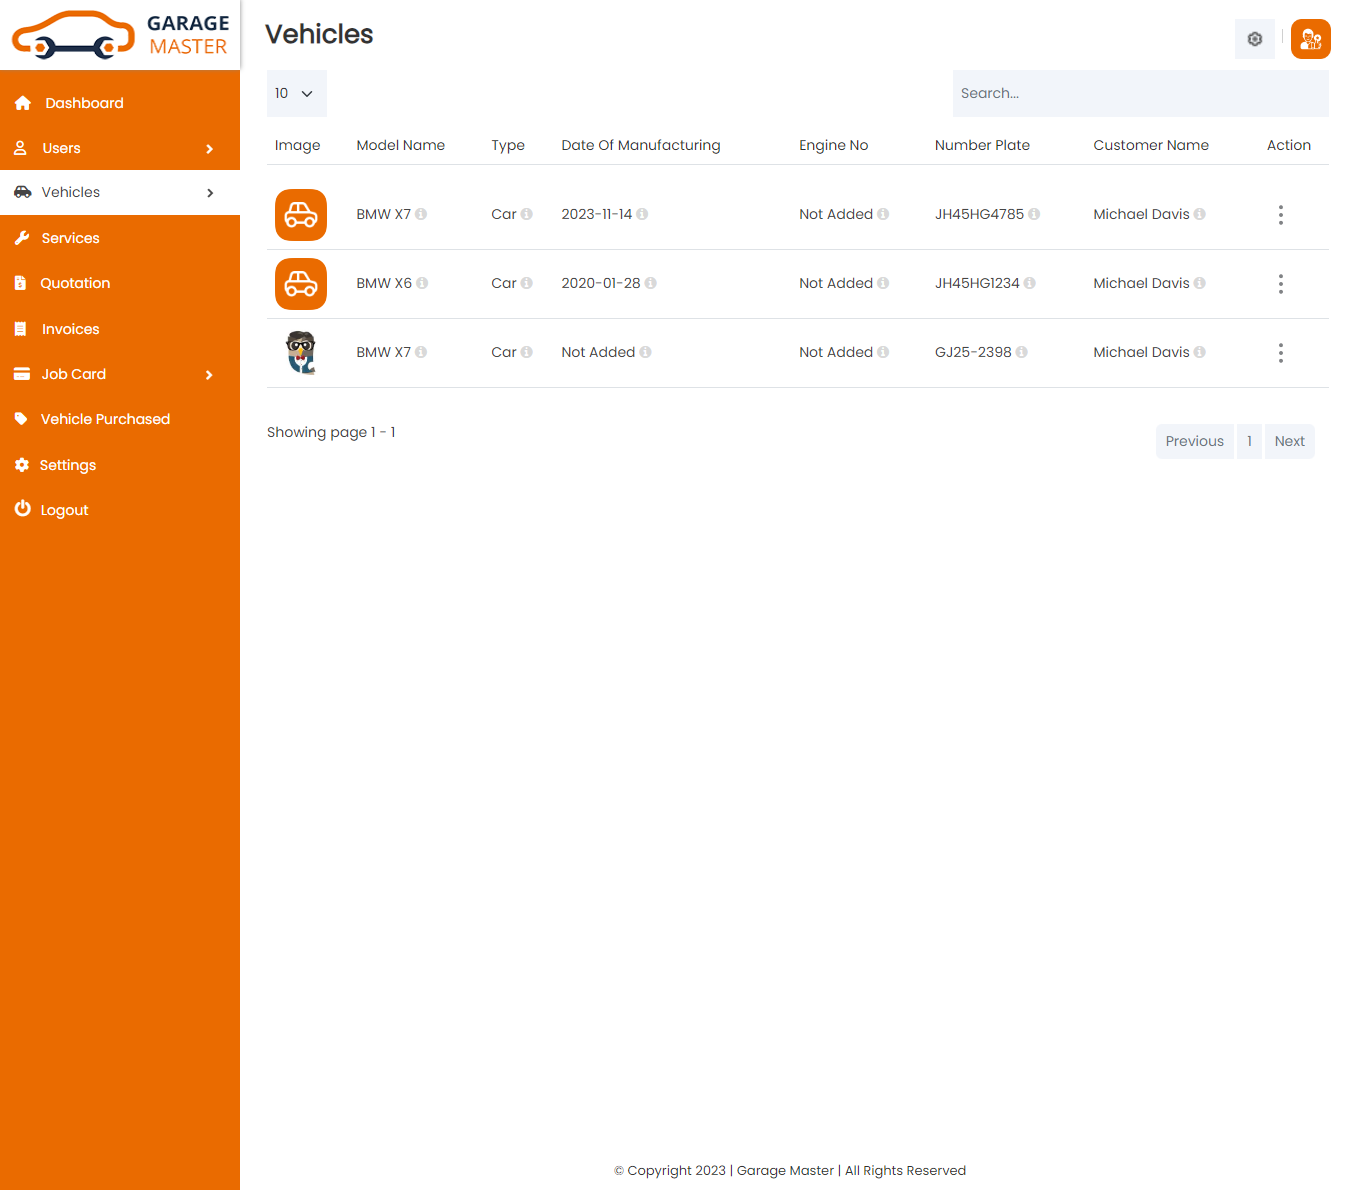 GARAGE
MASTER
Vehicles
Dashboard
Users
Vehicles
Services
Quotation
Invoices
Job Card
Vehicle Purchased
Settings
Logout
10
Search...
Image Model Name Type Date Of Manufacturing Engine No Number Plate Customer Name Action
BMW X7 Car 2023-11-14 Not Added JH45HG4785 Michael Davis
BMW X6 Car 2020-01-28 Not Added JH45HG1234 Michael Davis
BMW X7 Car Not Added Not Added GJ25-2398 Michael Davis
Showing page 1 - 1
Previous 1 Next
© Copyright 2023 | Garage Master | All Rights Reserved